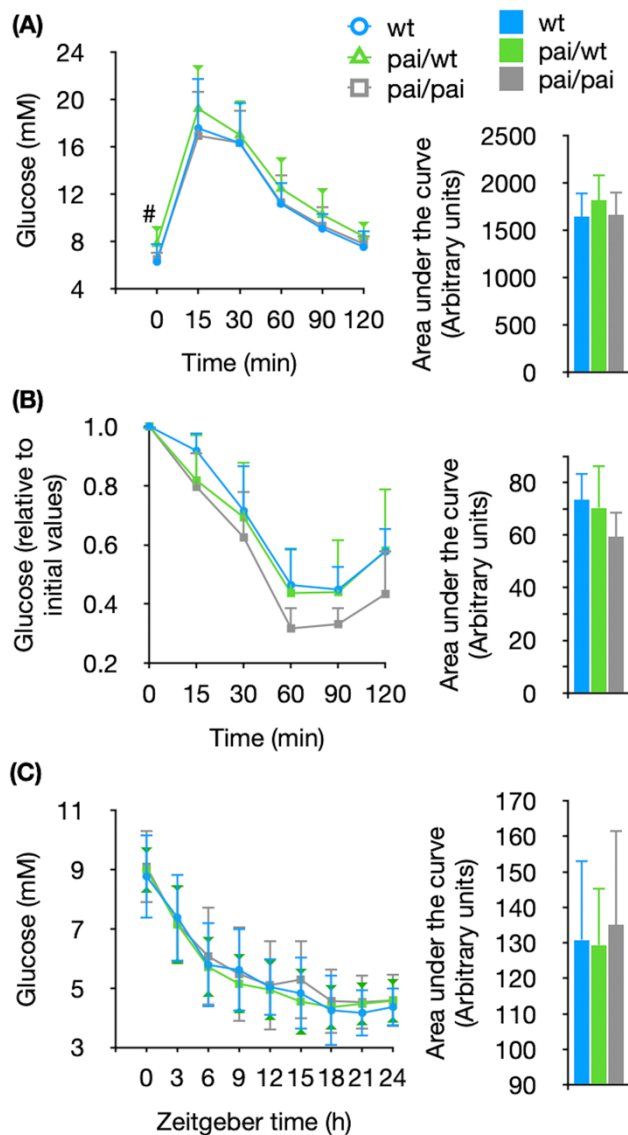 (A)
wt
pai/wt
pai/pai
wt
pai/wt
pai/pai
Glucose (mM)
24
20
16
12
8
4
#
0 15 30 60 90 120
Time (min)
Area under the curve
(Arbitrary units)
2500
2000
1500
1000
500
0
(B)
Glucose (relative to
initial values)
1.0
0.8
0.6
0.4
0.2
0 15 30 60 90 120
Time (min)
Area under the curve
(Arbitrary units)
80
60
40
20
0
(C)
Glucose (mM)
11
9
7
5
3
0 3 6 9 12 15 18 21 24
Zeitgeber time (h)
Area under the curve
(Arbitrary units)
170
160
150
140
130
120
110
100
90